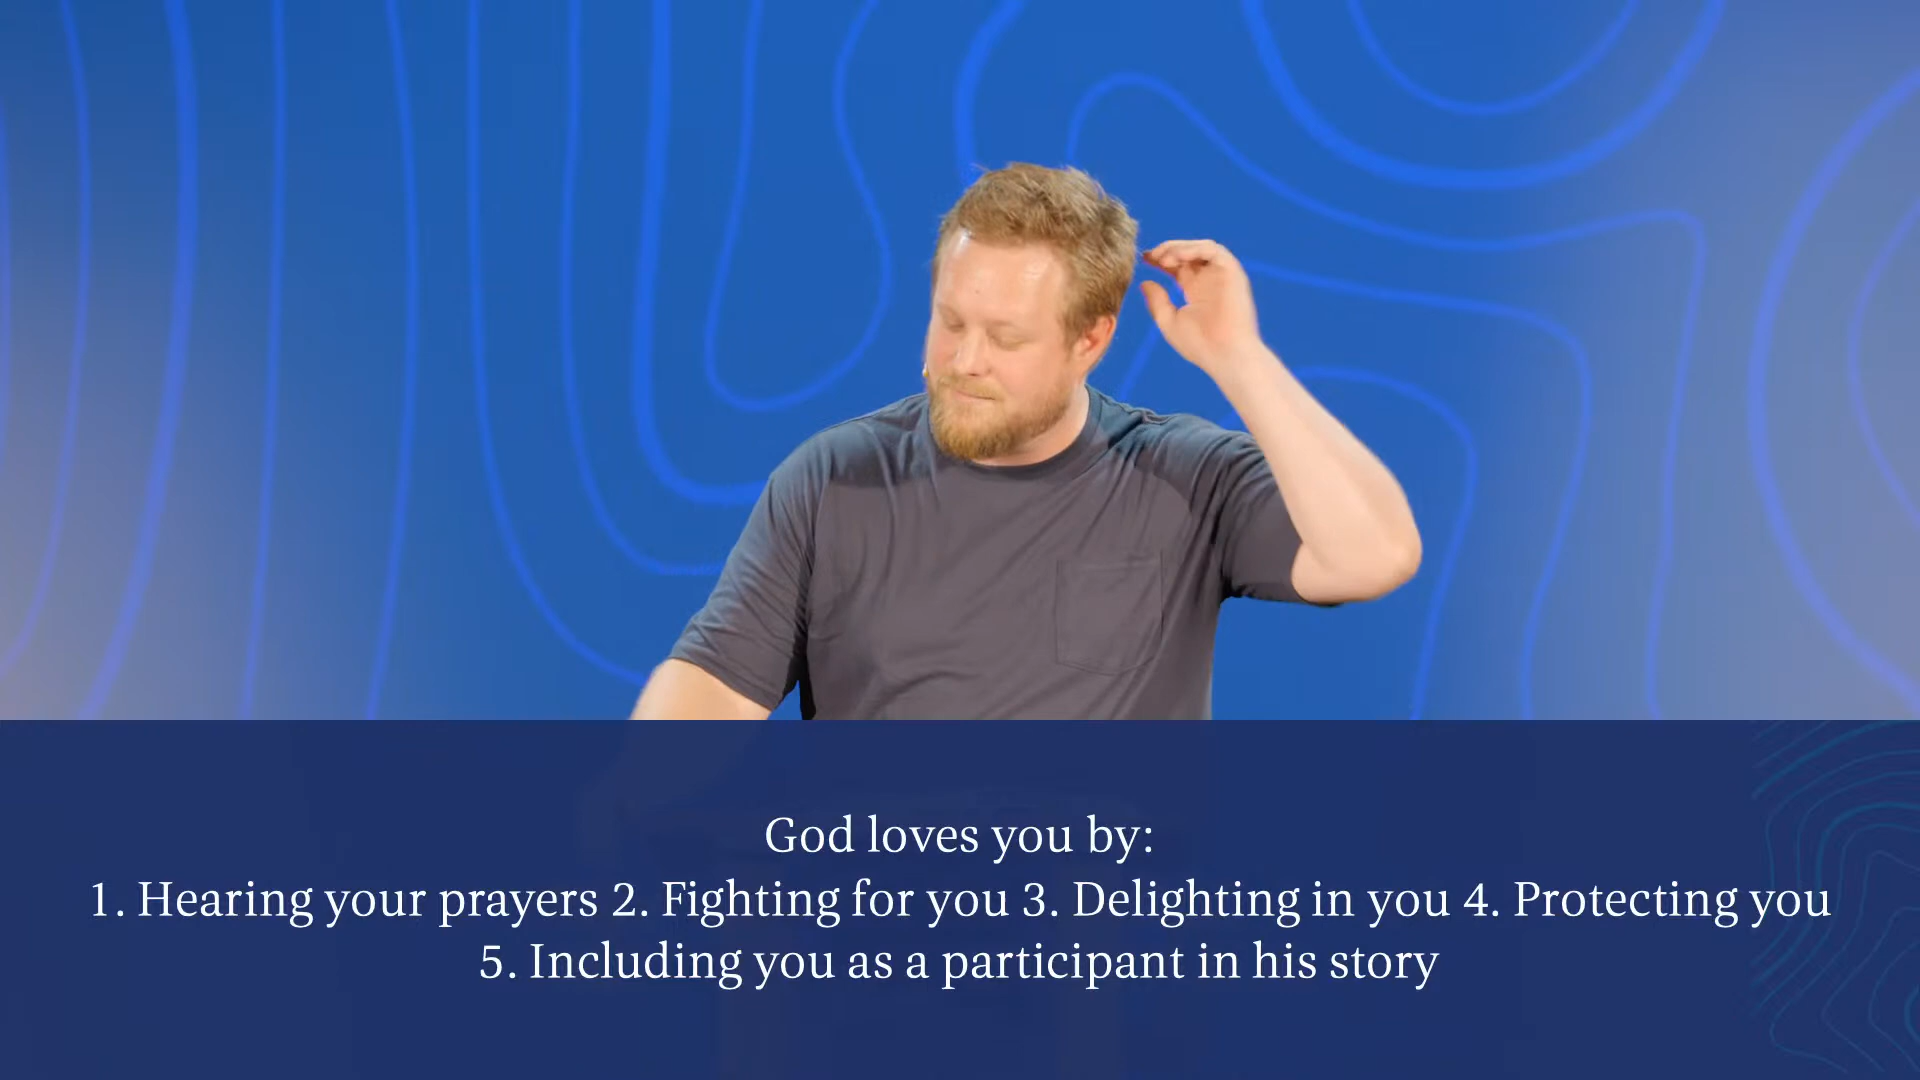 God loves you by:
1. Hearing your prayers 2. Fighting for you 3. Delighting in you 4. Protecting you
5. Including you as a participant in his story